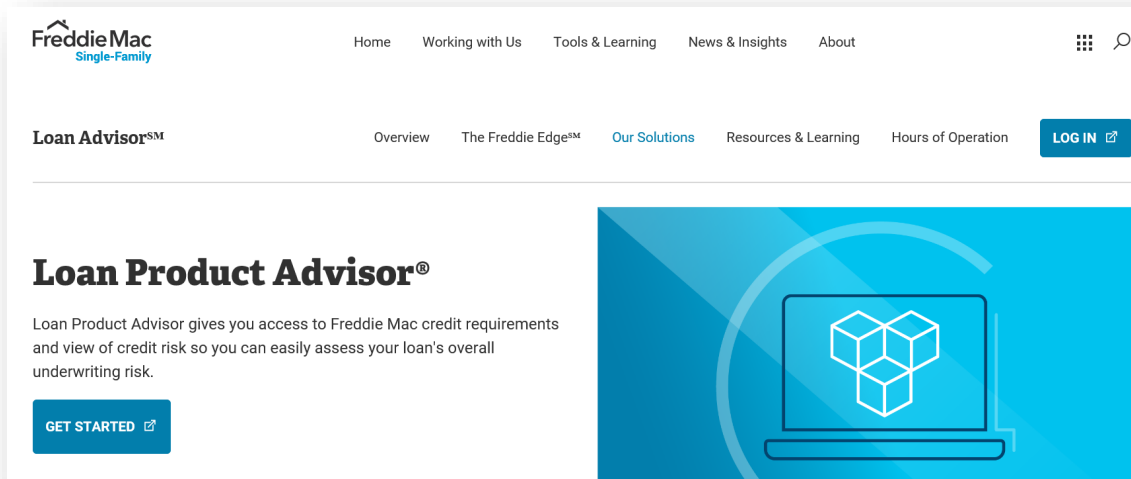 Freddie Mac
Single-Family
Home Working with Us Tools & Learning News & Insights About
Loan Advisor℠
Overview The Freddie Edge℠ Our Solutions Resources & Learning Hours of Operation LOG IN
Loan Product Advisor®
Loan Product Advisor gives you access to Freddie Mac credit requirements
and view of credit risk so you can easily assess your loan's overall
underwriting risk.
GET STARTED